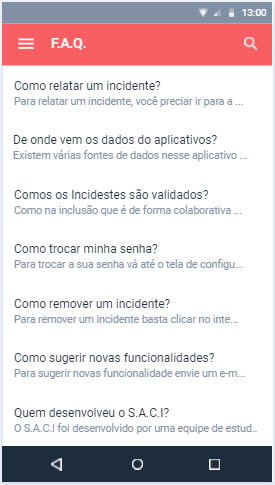 13:00
F.A.Q.
Como relatar um incidente?
Para relatar um incidente, você preciar ir para a ...
De onde vem os dados do aplicativos?
Existem várias fontes de dados nesse aplicativo ...
Comos os Incidestes são validados?
Como na inclusão que é de forma colaborativa ...
Como trocar minha senha?
Para trocar a sua senha vá até o tela de configu...
Como remover um incidente?
Para remover um incidente basta clicar no inte...
Como sugerir novas funcionalidades?
Para sugerir novas funcionalidade envie um e-m...
Quem desenvolveu o S.A.C.I?
O S.A.C.I foi desenvolvido por uma equipe de estud..